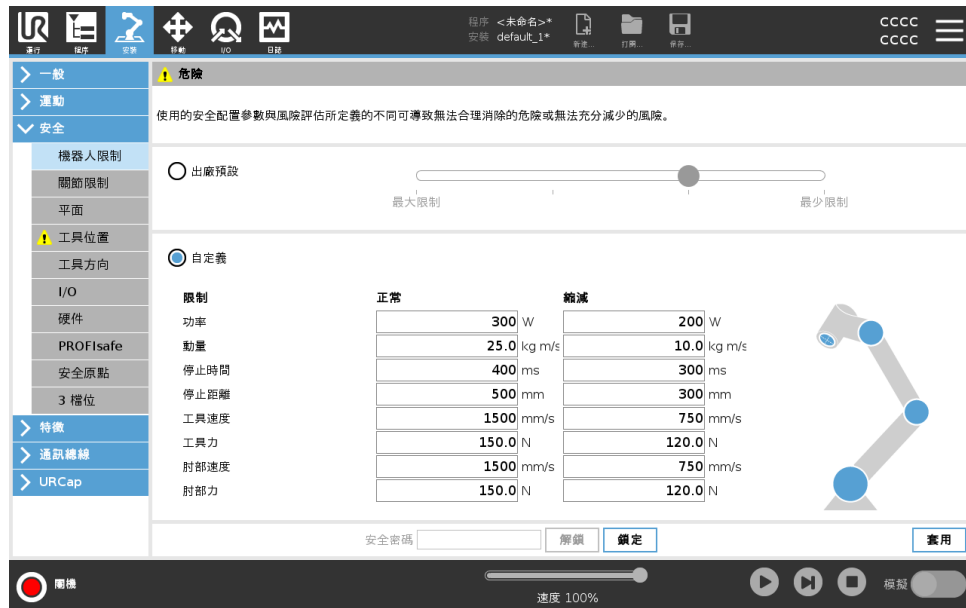 UR
運行
程序
安裝
移動
I/O
日誌
程序 <未命名>*
安裝 default_1*
新建...
打開...
保存...
cccc
cccc
一般
運動
安全
機器人限制
關節限制
平面
工具位置
工具方向
I/O
硬件
PROFIsafe
安全原點
3 檔位
特徵
通訊總線
URCap
危險
使用的安全配置參數與風險評估所定義的不同可導致無法合理消除的危險或無法充分減少的風險。
出廠預設
最大限制 最少限制
自定義
限制 正常 縮減
功率 300 W 200 W
動量 25.0 kg m/s 10.0 kg m/s
停止時間 400 ms 300 ms
停止距離 500 mm 300 mm
工具速度 1500 mm/s 750 mm/s
工具力 150.0 N 120.0 N
肘部速度 1500 mm/s 750 mm/s
肘部力 150.0 N 120.0 N
安全密碼 解鎖 鎖定 套用
關機
速度 100%
模擬